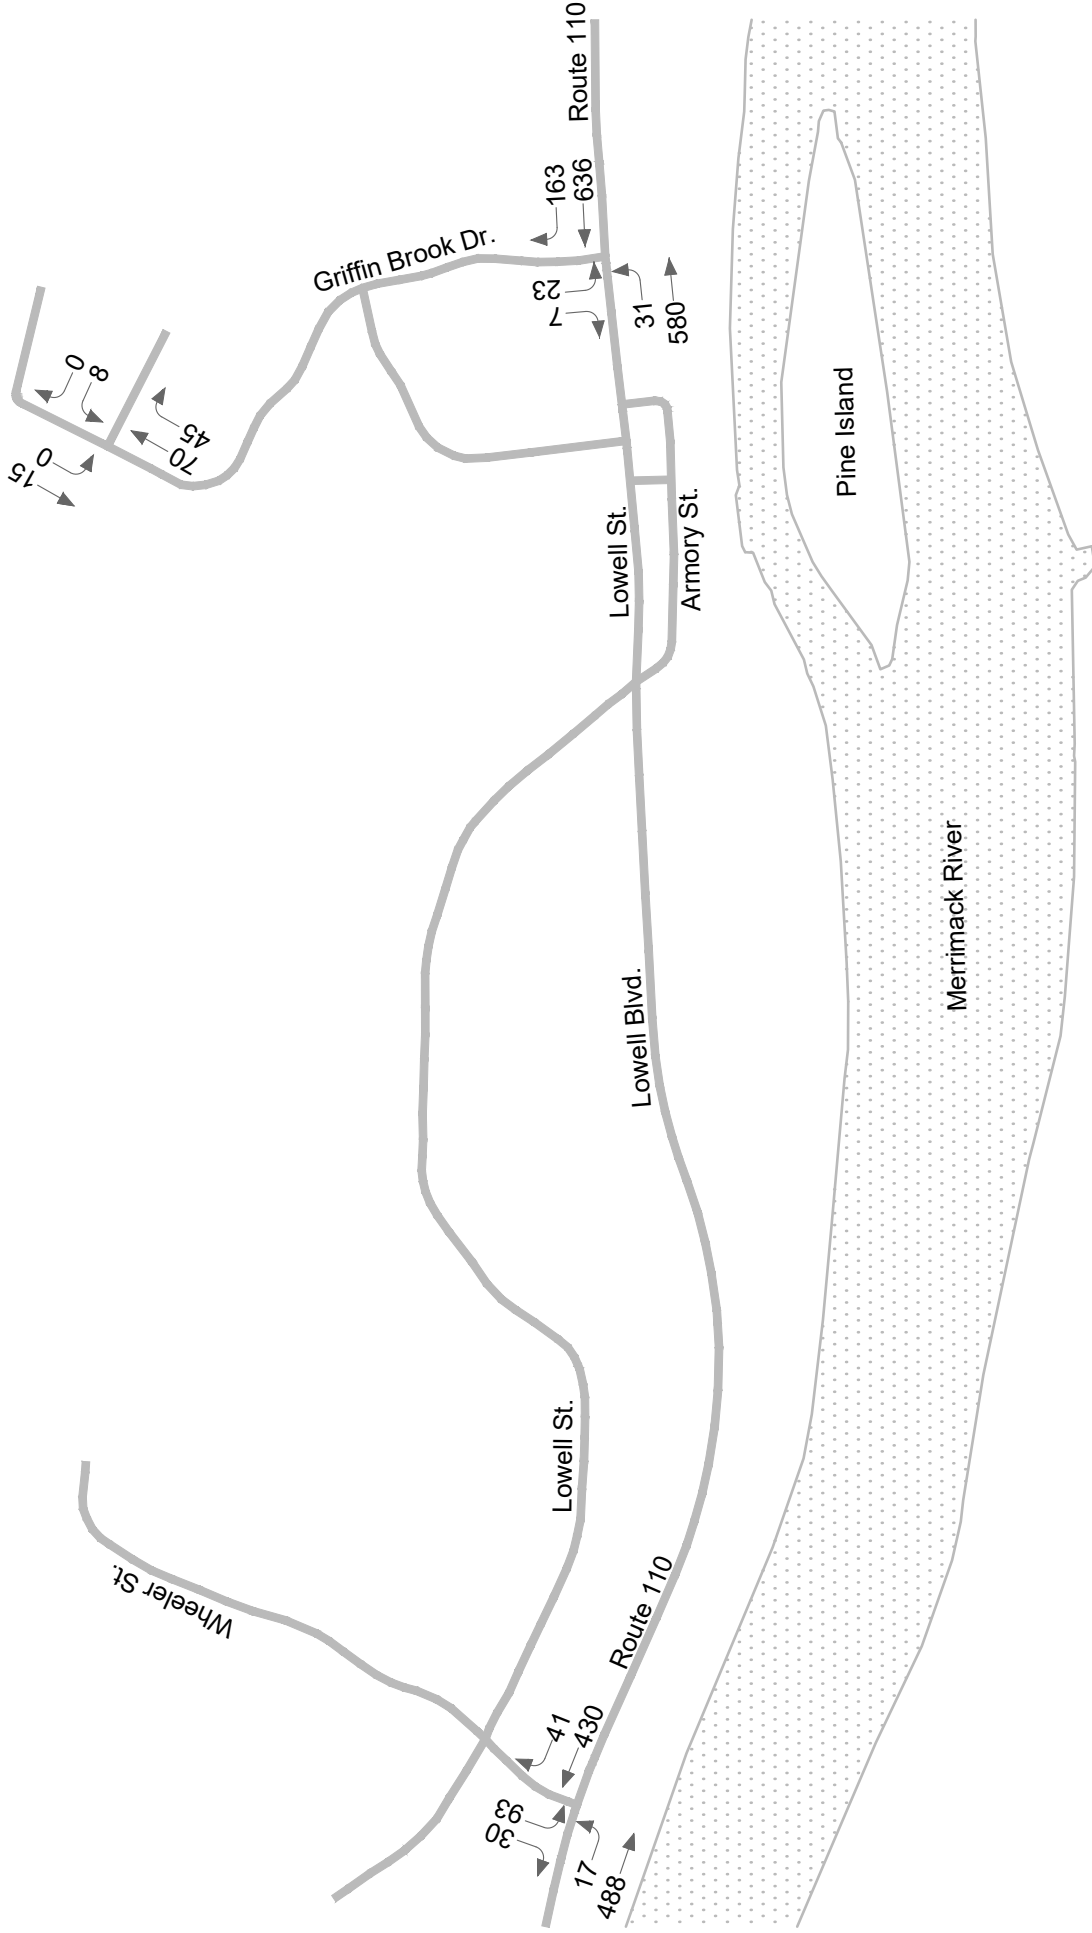 Route 110
163
636
Griffin Brook Dr.
23
7
31
580
0
8
0
15
45
70
Pine Island
Lowell St.
Armory St.
Merrimack River
Lowell Blvd.
Lowell St.
Wheeler St.
Route 110
41
430
93
30
17
488